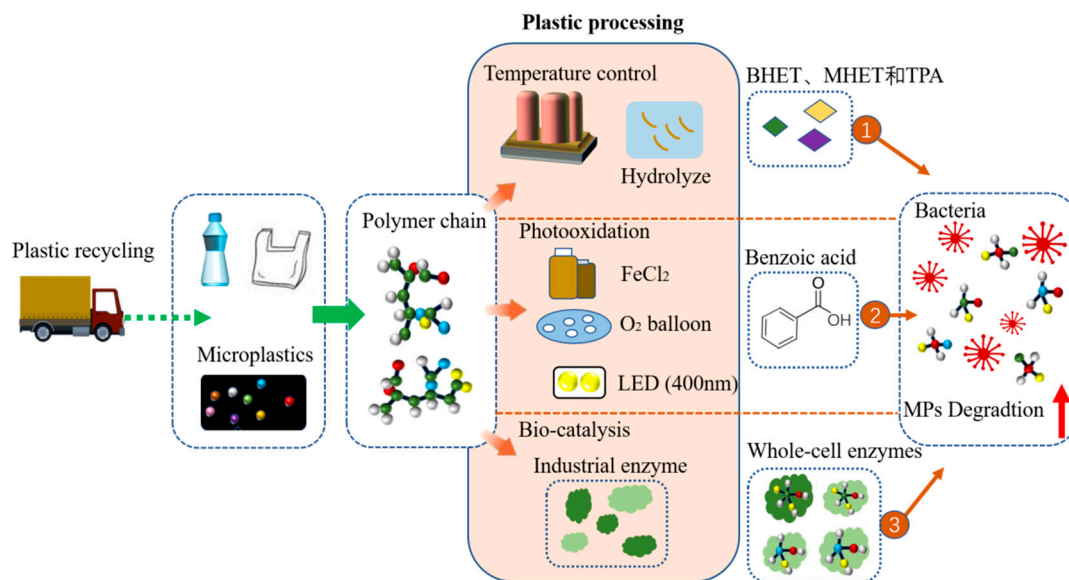 Plastic processing
Plastic recycling
Microplastics
Polymer chain
Temperature control
Hydrolyze
Photooxidation
FeCl₂
O₂ balloon
LED (400nm)
Bio-catalysis
Industrial enzyme
BHET、MHET和TPA
1
Benzoic acid
O
OH
2
Whole-cell enzymes
3
Bacteria
MPs Degradtion